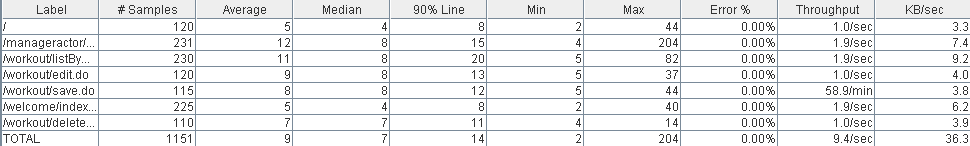 Label # Samples Average Median 90% Line Min Max Error % Throughput KB/sec
/ 120 5 4 8 2 44 0.00% 1.0/sec 3.3
/manageractor/... 231 12 8 15 4 204 0.00% 1.9/sec 7.4
/workout/listBy... 230 11 8 20 5 82 0.00% 1.9/sec 9.2
/workout/edit.do 120 9 8 13 5 37 0.00% 1.0/sec 4.0
/workout/save.do 115 8 8 12 5 44 0.00% 58.9/min 3.8
/welcome/index... 225 5 4 8 2 40 0.00% 1.9/sec 6.2
/workout/delete... 110 7 7 11 4 14 0.00% 1.0/sec 3.9
TOTAL 1151 9 7 14 2 204 0.00% 9.4/sec 36.3